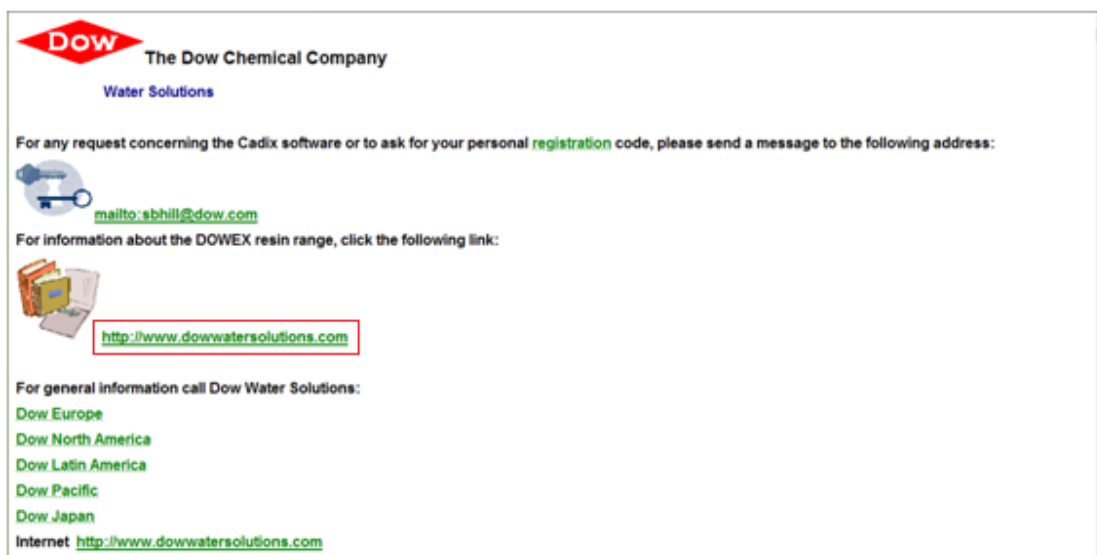 Dow
The Dow Chemical Company
Water Solutions
For any request concerning the Cadix software or to ask for your personal registration code, please send a message to the following address:
mailto:sbhill@dow.com
For information about the DOWEX resin range, click the following link:
http://www.dowwatersolutions.com
For general information call Dow Water Solutions:
Dow Europe
Dow North America
Dow Latin America
Dow Pacific
Dow Japan
Internet http://www.dowwatersolutions.com